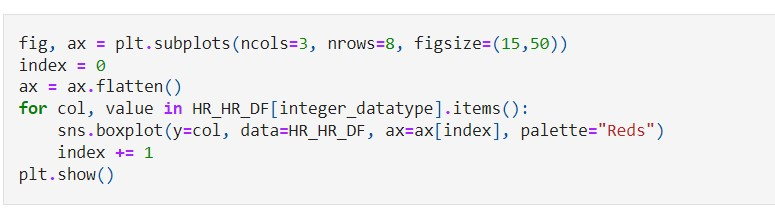 fig, ax = plt.subplots(ncols=3, nrows=8, figsize=(15,50))
index = 0
ax = ax.flatten()
for col, value in HR_HR_DF[integer_datatype].items():
    sns.boxplot(y=col, data=HR_HR_DF, ax=ax[index], palette="Reds")
    index += 1
plt.show()